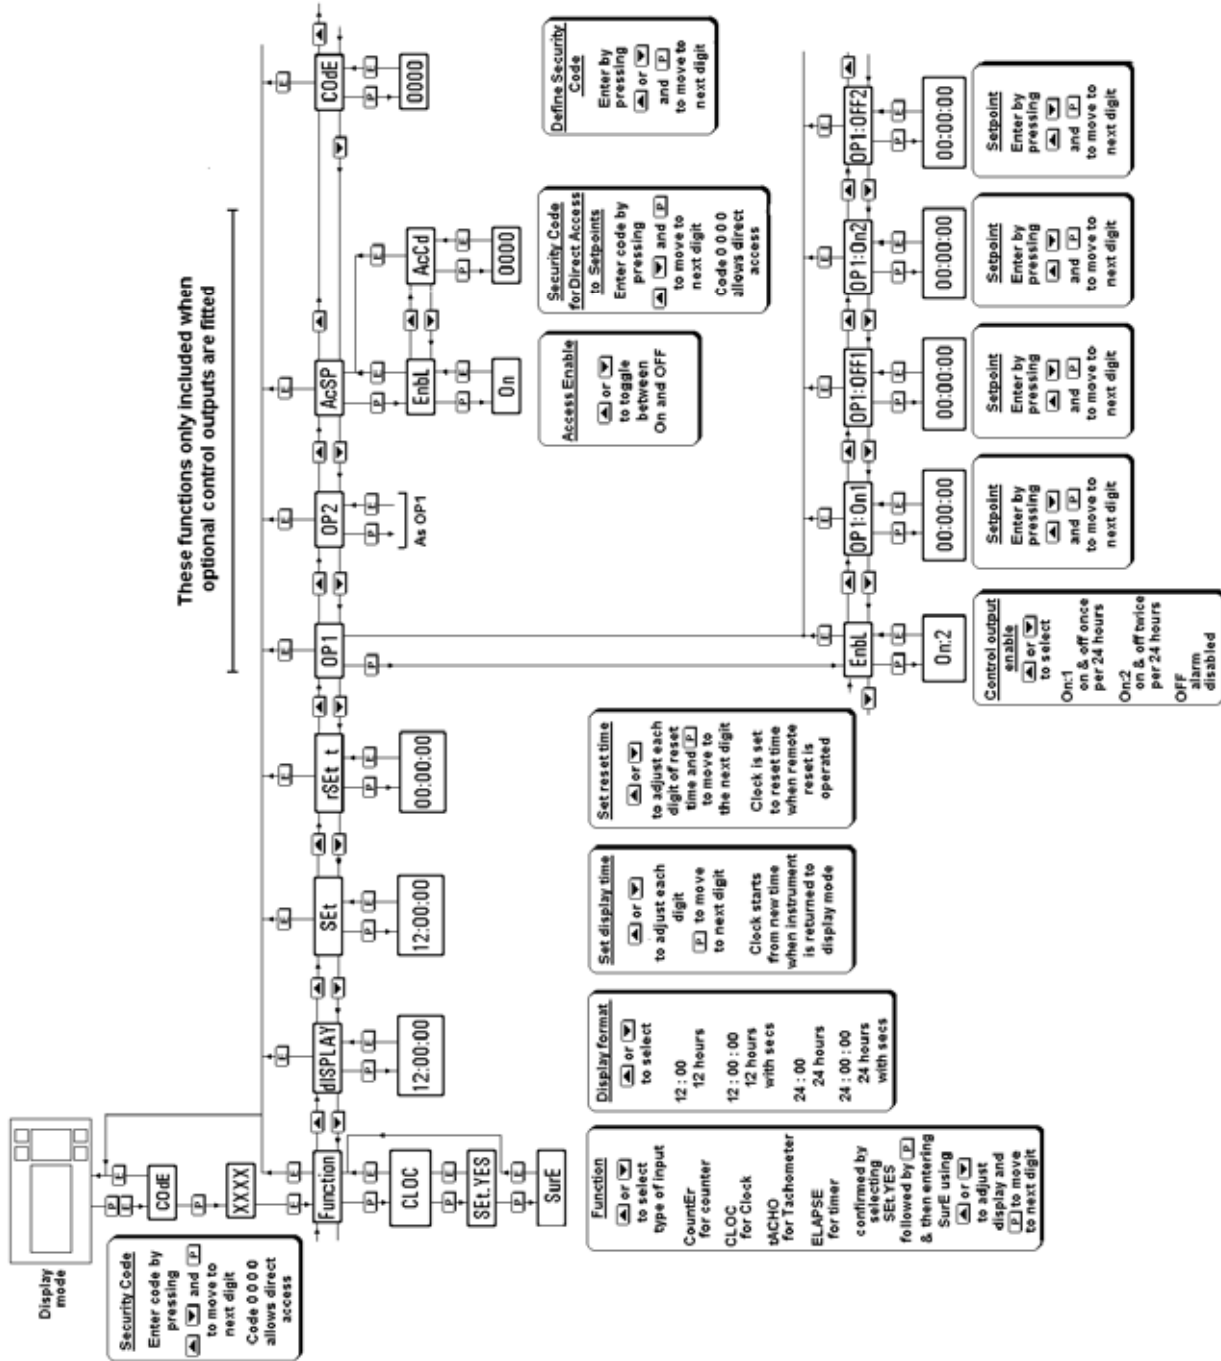 Display
mode
P
E
E
COdE
P
XXXX
Security Code
Enter code by
pressing
▲ ▼ and P
to move to
next digit
Code 0 0 0 0
allows direct
access
E
E
Function
P
E
CLOC
P
E
SEt.YES
P
E
SurE
Function
▲ or ▼
to select
type of input
CountEr
for counter
CLOC
for Clock
tACHO
for Tachometer
ELAPSE
for timer
confirmed by
selecting
SEt.YES
followed by P
& then entering
SurE using
▲ or ▼
to adjust
display and
P to move
to next digit
▲
▼
E
dISPLAY
P
E
12:00:00
Display format
▲ or ▼
to select
12 : 00
12 hours
12 : 00 : 00
12 hours
with secs
24 : 00
24 hours
24 : 00 : 00
24 hours
with secs
▲
▼
E
SEt
P
E
12:00:00
Set display time
▲ or ▼
to adjust each
digit
P to move
to next digit
Clock starts
from new time
when instrument
is returned to
display mode
▲
▼
E
rSEt t
P
E
00:00:00
Set reset time
▲ or ▼
to adjust each
digit of reset
time and P
to move to
the next digit
Clock is set
to reset time
when remote
reset is
operated
These functions only included when
optional control outputs are fitted
▲
▼
E
OP1
P
▲
▼
E
OP2
P
E
As OP1
▲
▼
E
AcSP
P
E
EnbL
P
E
On
Access Enable
▲ or ▼
to toggle
between
On and OFF
▲
▼
E
AcCd
P
E
0000
Security Code
for Direct Access
to Setpoints
Enter code by
pressing
▲ ▼ and P
to move to
next digit
Code 0 0 0 0
allows direct
access
▲
▼
E
COdE
▲
P
E
0000
Define Security
Code
Enter by
pressing
▲ or ▼
and P
to move to
next digit
▼
E
EnbL
P
E
On:2
Control output
enable
▲ or ▼
to select
On:1
on & off once
per 24 hours
On:2
on & off twice
per 24 hours
OFF
alarm
disabled
▲
▼
E
OP1:On1
P
E
00:00:00
Setpoint
Enter by
pressing
▲ ▼
and P
to move to
next digit
▲
▼
E
OP1:OFF1
P
E
00:00:00
Setpoint
Enter by
pressing
▲ ▼
and P
to move to
next digit
▲
▼
E
OP1:On2
P
E
00:00:00
Setpoint
Enter by
pressing
▲ ▼
and P
to move to
next digit
▲
▼
E
OP1:OFF2
▲
P
E
00:00:00
Setpoint
Enter by
pressing
▲ ▼
and P
to move to
next digit